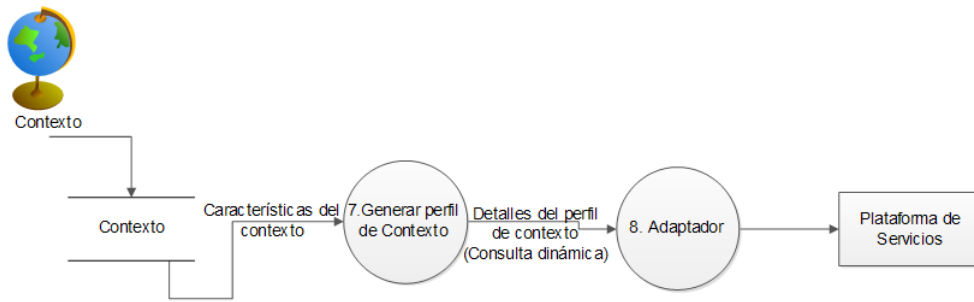 Contexto
Contexto
Características del
contexto
7.Generar perfil
de Contexto
Detalles del perfil
de contexto
(Consulta dinámica)
8. Adaptador
Plataforma de
Servicios